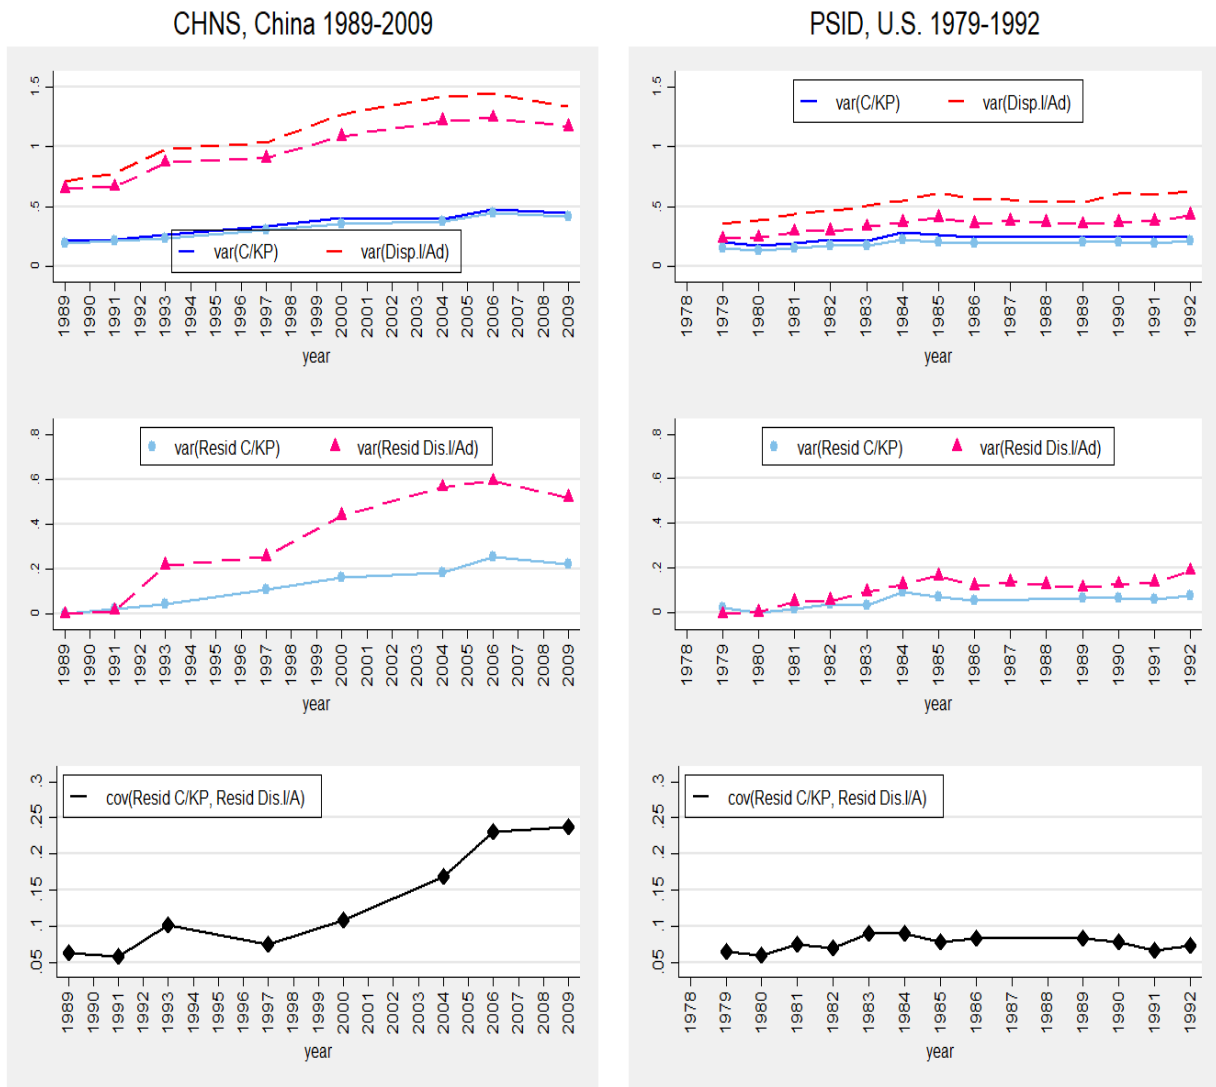 CHNS, China 1989-2009
1.5
1
.5
0
var(C/KP) var(Disp.I/Ad)
1989 1990 1991 1992 1993 1994 1995 1996 1997 1998 1999 2000 2001 2002 2003 2004 2005 2006 2007 2008 2009
year
.8
.6
.4
.2
0
var(Resid C/KP) var(Resid Dis.I/Ad)
1989 1990 1991 1992 1993 1994 1995 1996 1997 1998 1999 2000 2001 2002 2003 2004 2005 2006 2007 2008 2009
year
.3
.25
.2
.15
.1
.05
cov(Resid C/KP, Resid Dis.I/A)
1989 1990 1991 1992 1993 1994 1995 1996 1997 1998 1999 2000 2001 2002 2003 2004 2005 2006 2007 2008 2009
year
PSID, U.S. 1979-1992
1.5
1
.5
0
var(C/KP) var(Disp.I/Ad)
1978 1979 1980 1981 1982 1983 1984 1985 1986 1987 1988 1989 1990 1991 1992
year
.8
.6
.4
.2
0
var(Resid C/KP) var(Resid Dis.I/Ad)
1978 1979 1980 1981 1982 1983 1984 1985 1986 1987 1988 1989 1990 1991 1992
year
.3
.25
.2
.15
.1
.05
cov(Resid C/KP, Resid Dis.I/A)
1978 1979 1980 1981 1982 1983 1984 1985 1986 1987 1988 1989 1990 1991 1992
year